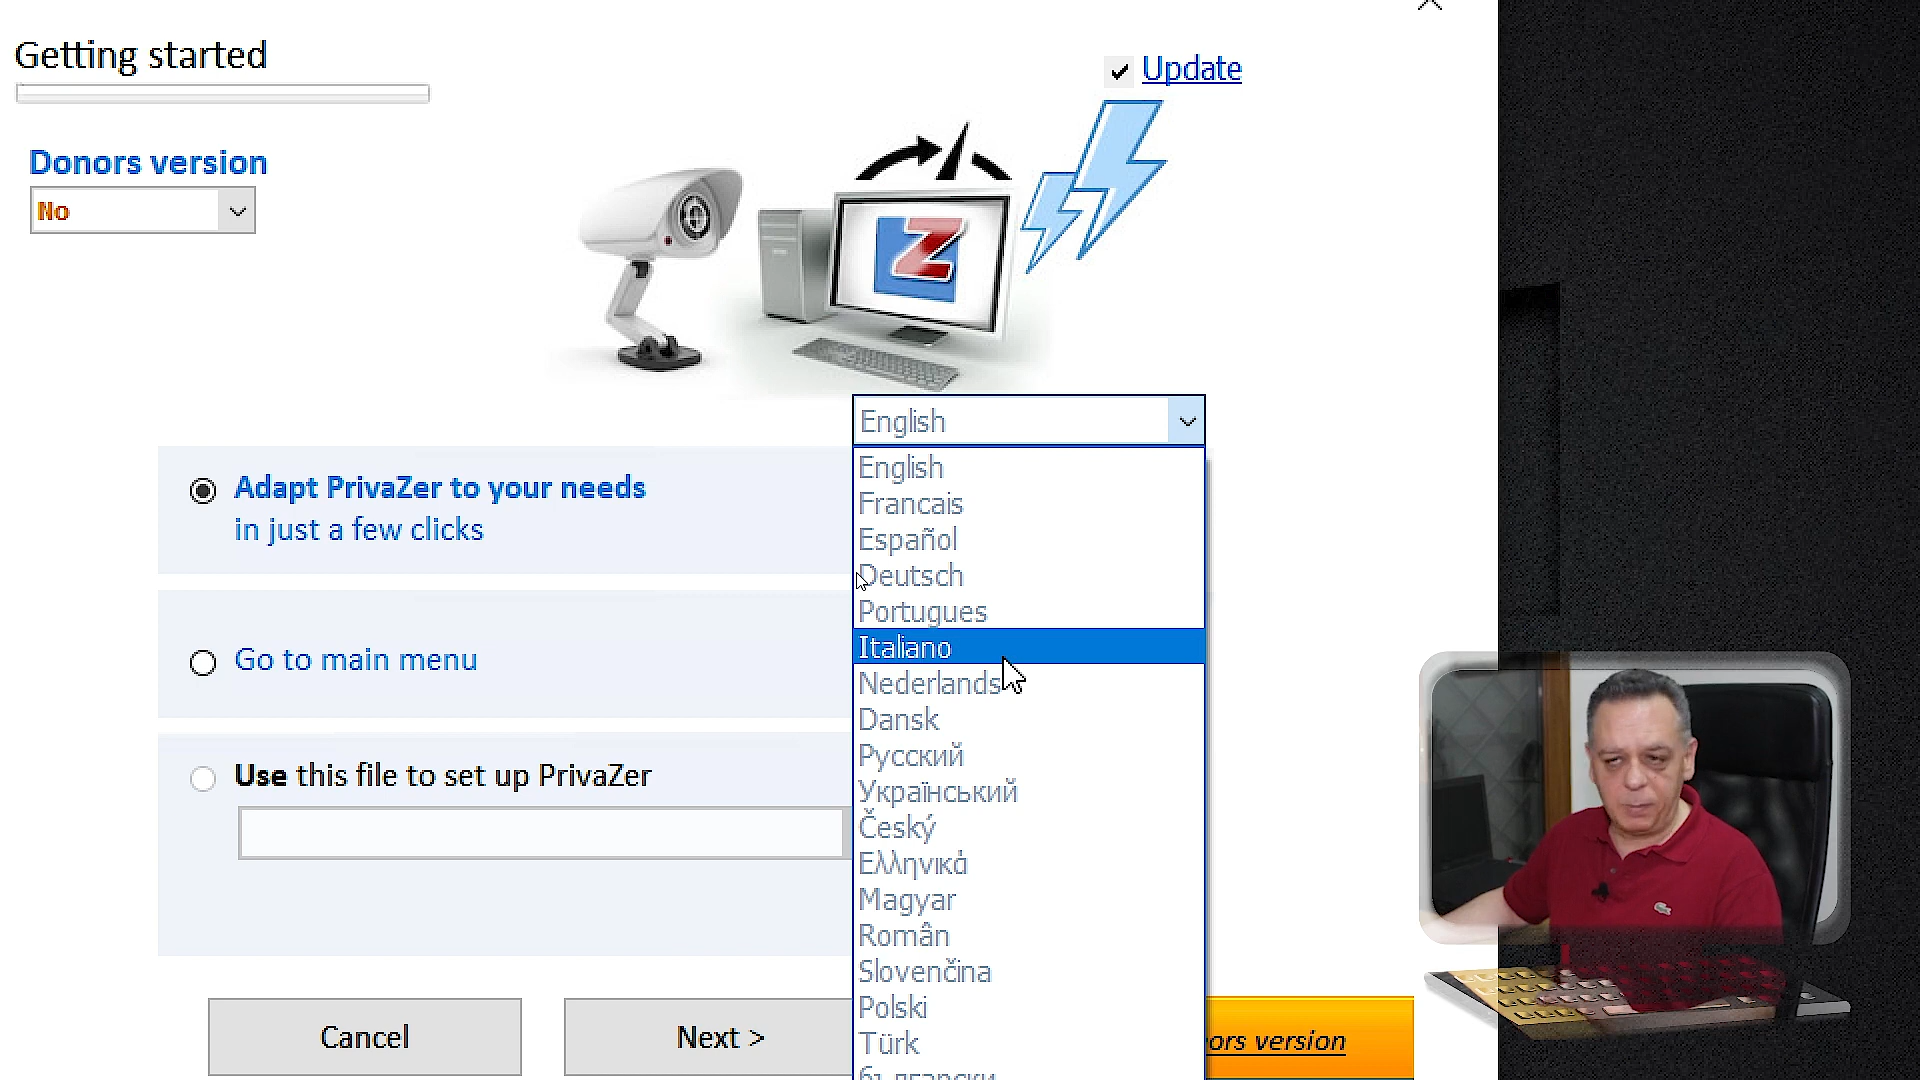 Getting started
Update
Donors version
No
Z
English
English
Francais
Español
Deutsch
Portugues
Italiano
Nederlands
Dansk
Русский
Український
Český
Ελληνικά
Magyar
Român
Slovenčina
Polski
Türk
български
Adapt PrivaZer to your needs
in just a few clicks
Go to main menu
Use this file to set up PrivaZer
Cancel
Next >
ors version